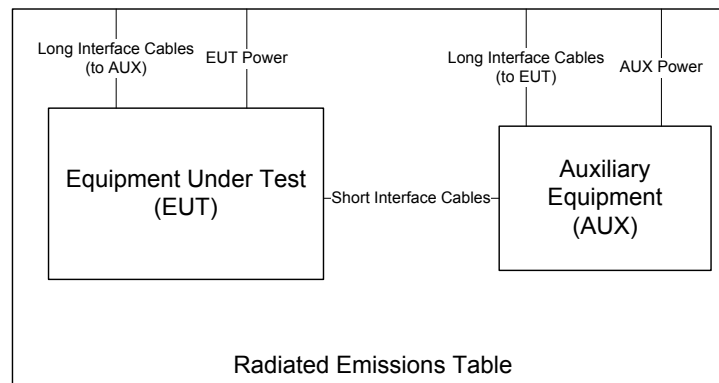 Long Interface Cables
(to AUX)
EUT Power
Long Interface Cables
(to EUT)
AUX Power
Equipment Under Test
(EUT)
Short Interface Cables
Auxiliary
Equipment
(AUX)
Radiated Emissions Table